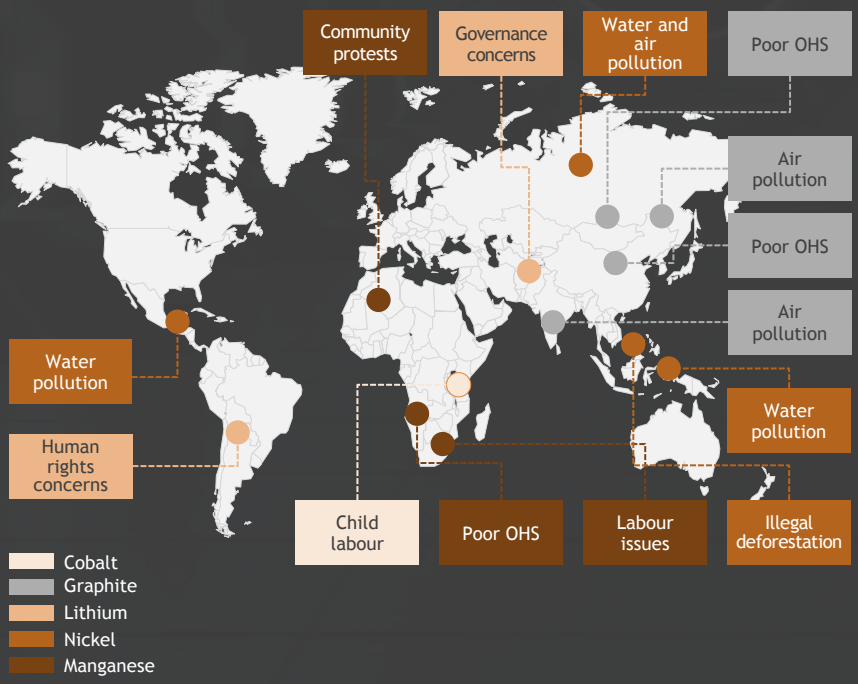 Community
protests
Governance
concerns
Water and
air
pollution
Poor OHS
Air
pollution
Poor OHS
Air
pollution
Water
pollution
Water
pollution
Human
rights
concerns
Child
labour
Poor OHS
Labour
issues
Illegal
deforestation
Cobalt
Graphite
Lithium
Nickel
Manganese